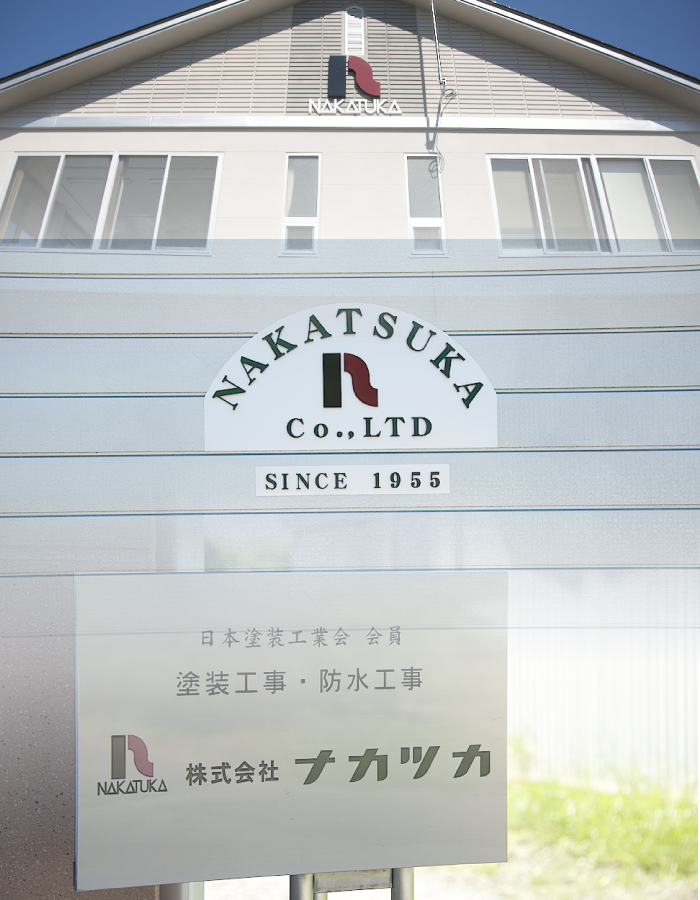 NAKATUKA
NAKATSUKA
Co.,LTD
SINCE 1955
日本塗装工業会 会員
塗装工事・防水工事
NAKATUKA
株式会社 ナカツカ